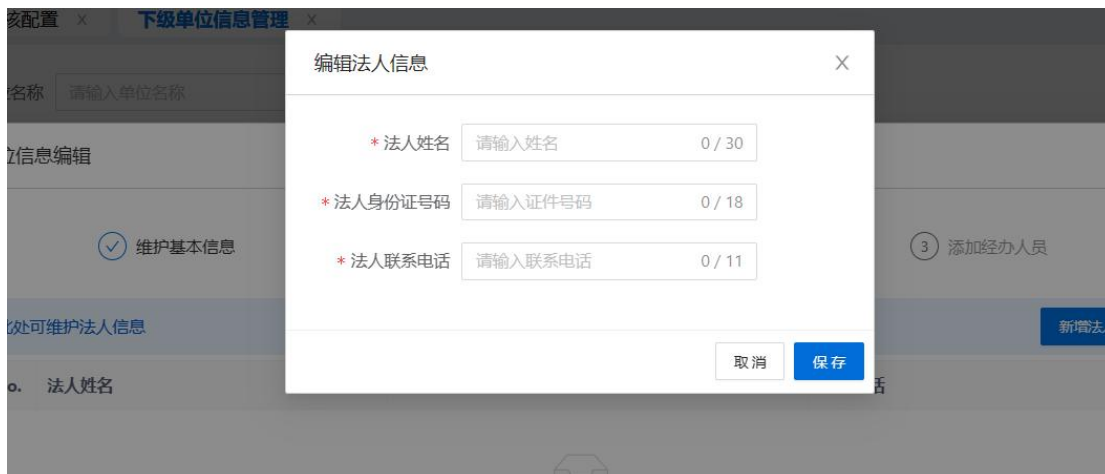 核配置 ×
下级单位信息管理 ×
编辑法人信息
名称 请输入单位名称
位信息编辑
* 法人姓名 请输入姓名 0 / 30
* 法人身份证号码 请输入证件号码 0 / 18
维护基本信息
3 添加经办人员
* 法人联系电话 请输入联系电话 0 / 11
此处可维护法人信息
新增法
取消 保存
o. 法人姓名
话